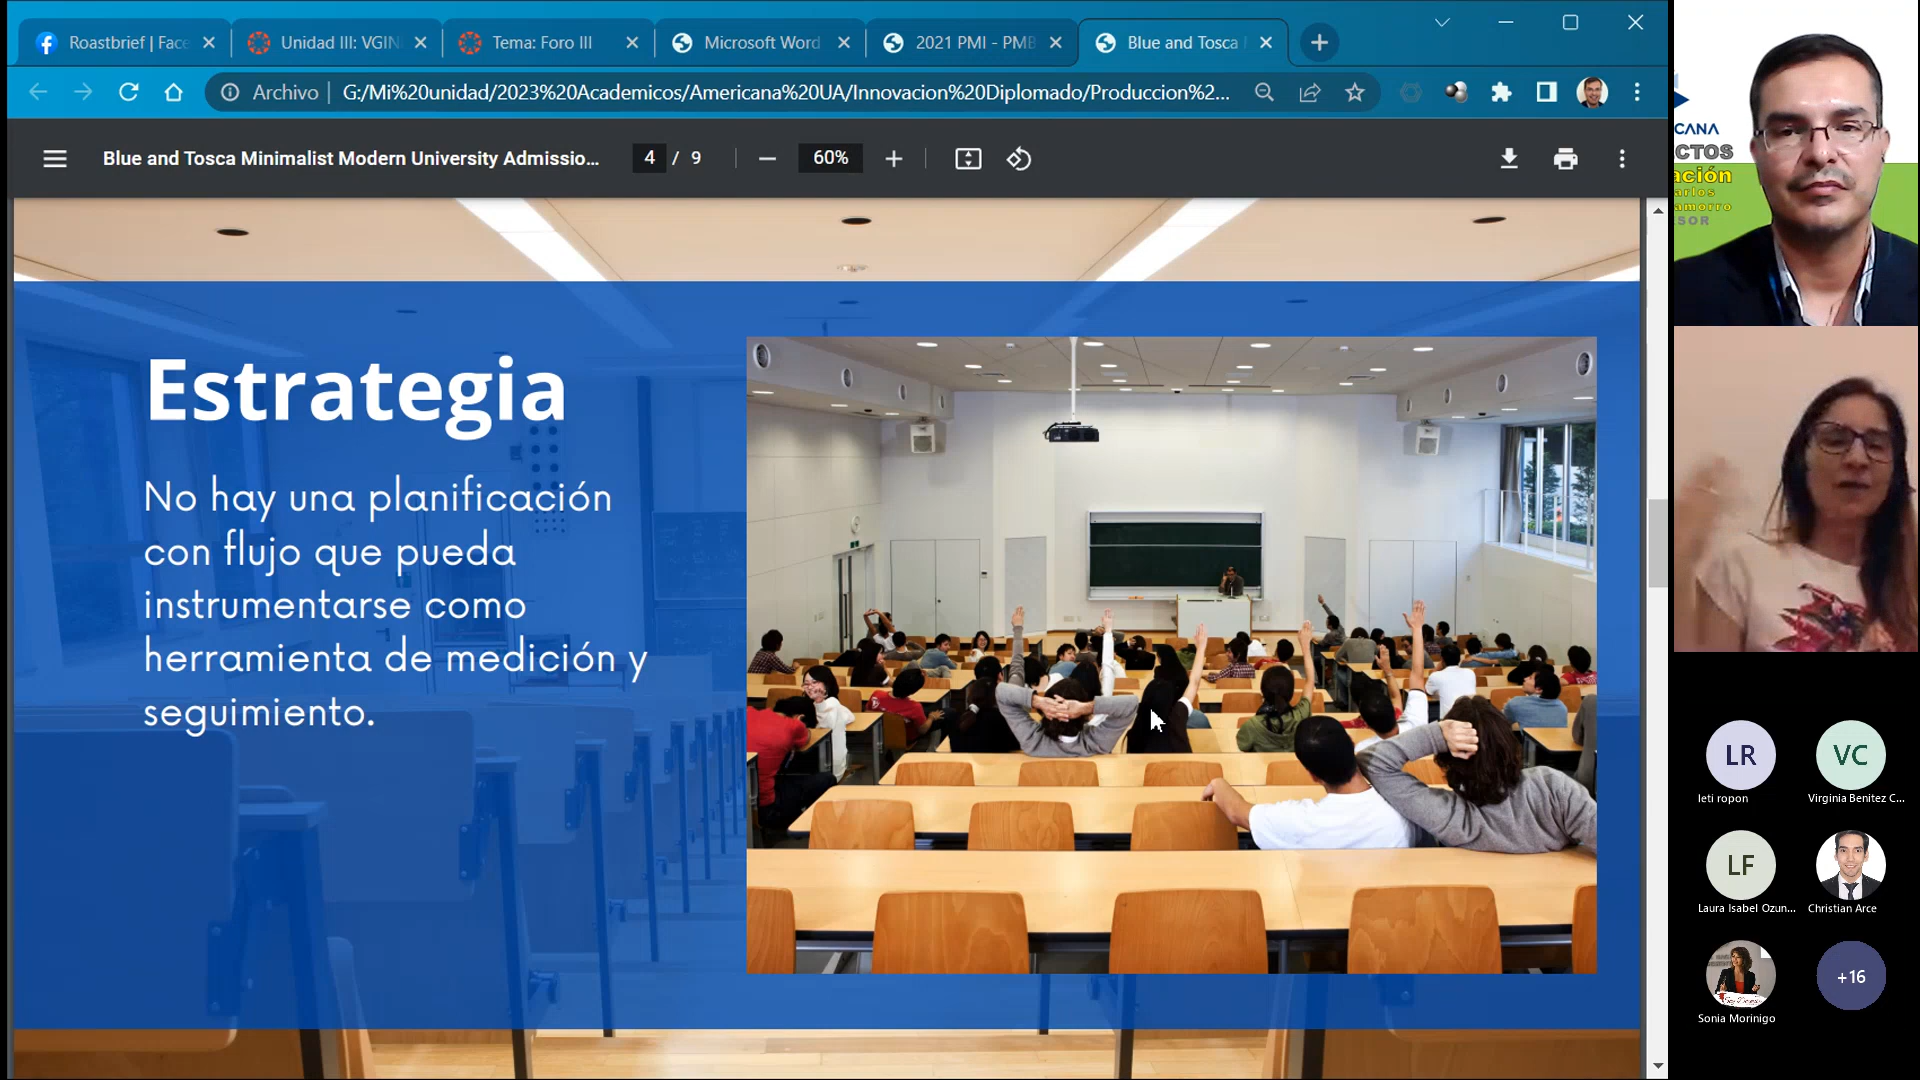 Roastbrief | Face
Unidad III: VGIN
Tema: Foro III
Microsoft Word
2021 PMI - PMB
Blue and Tosca
Archivo
G:/Mi%20unidad/2023%20Academicos/Americana%20UA/Innovacion%20Diplomado/Produccion%2...
Blue and Tosca Minimalist Modern University Admissio...
4 / 9
60%
Estrategia
No hay una planificación
con flujo que pueda
instrumentarse como
herramienta de medición y
seguimiento.
CANA
CTOS
ación
arlos
amorro
SOR
LR
leti ropon
VC
Virginia Benitez C...
LF
Laura Isabel Ozun...
Christian Arce
Sonia Morinigo
+16